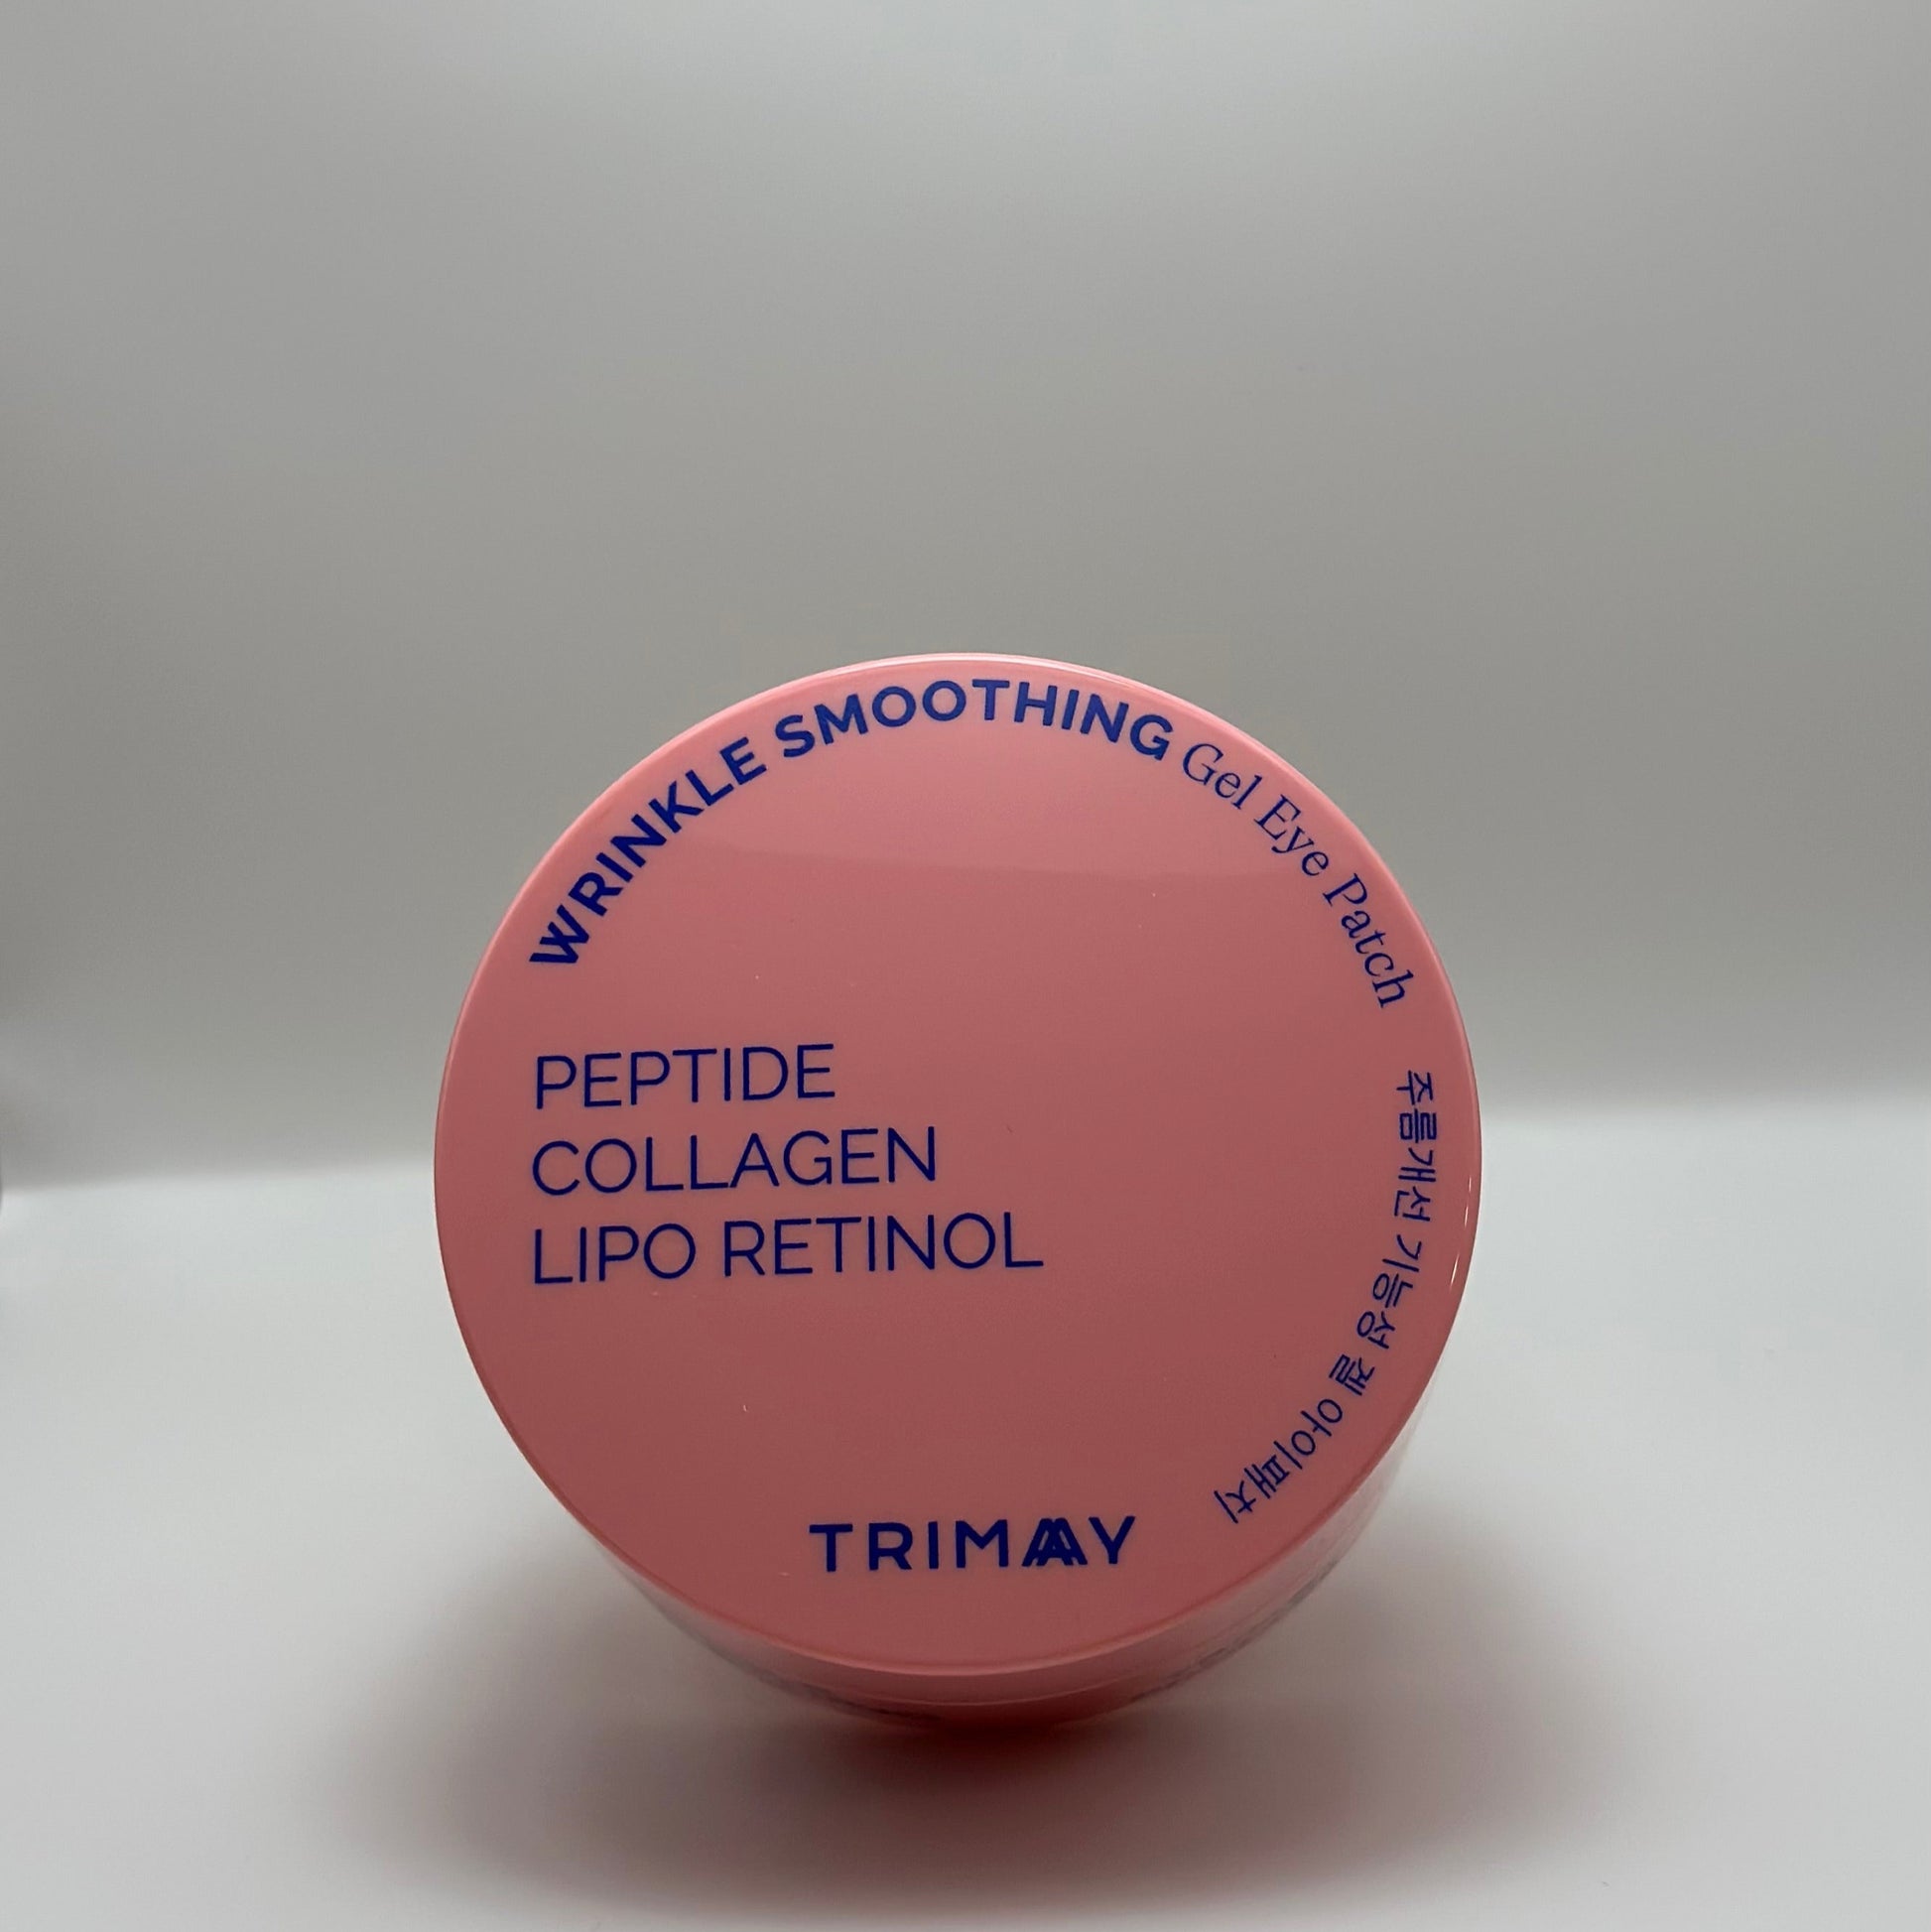 WRINKLE SMOOTHING Gel Eye Patch
주름개선 기능성 겔 아이패치
PEPTIDE
COLLAGEN
LIPO RETINOL
TRIMAY